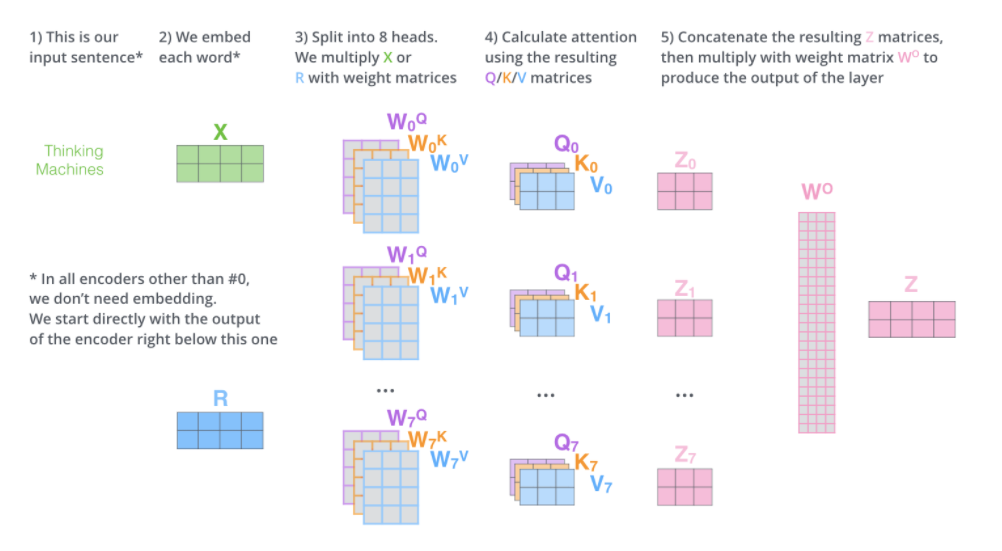 1) This is our
input sentence*
2) We embed
each word*
3) Split into 8 heads.
We multiply X or
R with weight matrices
4) Calculate attention
using the resulting
Q/K/V matrices
5) Concatenate the resulting Z matrices,
then multiply with weight matrix Wᴼ to
produce the output of the layer
Thinking
Machines
X
W₀Q
W₀K
W₀V
Q₀
K₀
V₀
Z₀
Wᴼ
* In all encoders other than #0,
we don’t need embedding.
We start directly with the output
of the encoder right below this one
W₁Q
W₁K
W₁V
Q₁
K₁
V₁
Z₁
Z
...
...
...
R
W₇Q
W₇K
W₇V
Q₇
K₇
V₇
Z₇